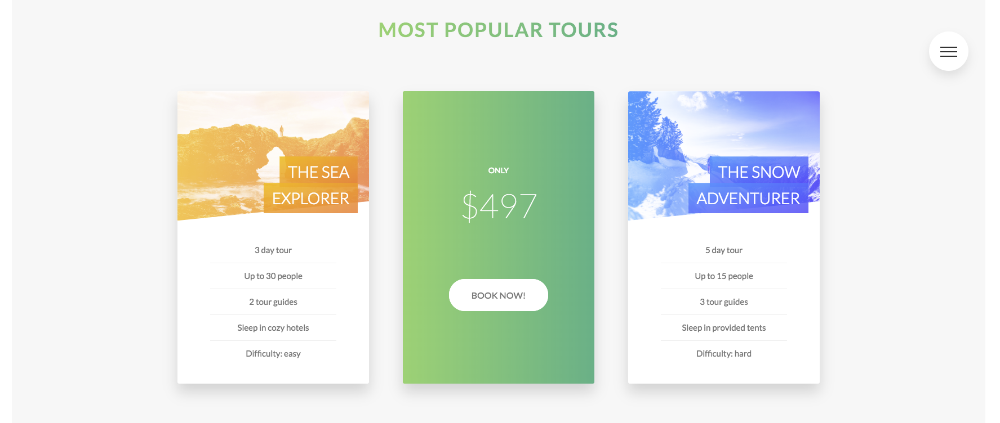 MOST POPULAR TOURS
THE SEA
EXPLORER
3 day tour
Up to 30 people
2 tour guides
Sleep in cozy hotels
Difficulty: easy
ONLY
$497
BOOK NOW!
THE SNOW
ADVENTURER
5 day tour
Up to 15 people
3 tour guides
Sleep in provided tents
Difficulty: hard